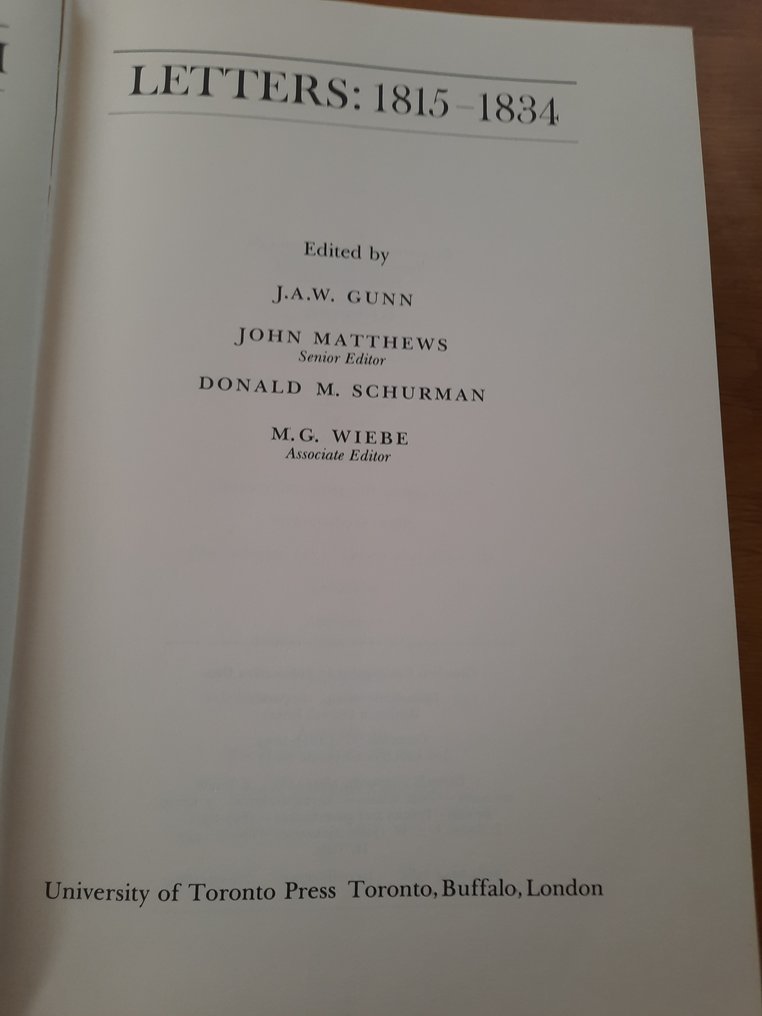 LETTERS: 1815–1834
Edited by
J.A.W. GUNN
JOHN MATTHEWS
Senior Editor
DONALD M. SCHURMAN
M.G. WIEBE
Associate Editor
University of Toronto Press Toronto, Buffalo, London